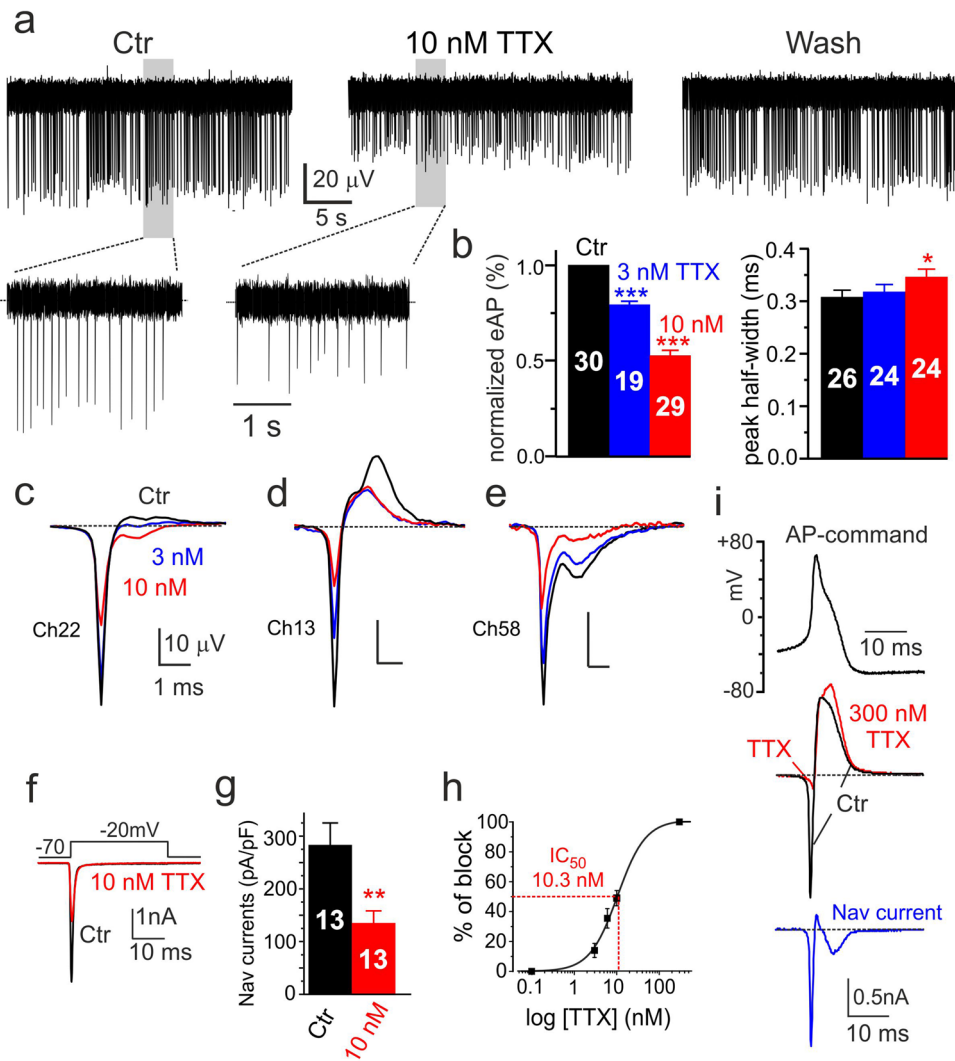 a
Ctr
10 nM TTX
Wash
20 μV
5 s
1 s
b
normalized eAP (%)
1.0
0.5
0.0
Ctr
3 nM TTX
***
10 nM
***
30
19
29
peak half-width (ms)
0.4
0.3
0.1
0.0
*
26
24
24
c
Ctr
3 nM
10 nM
Ch22
10 μV
1 ms
d
Ch13
e
Ch58
f
-70
-20mV
10 nM TTX
Ctr
1nA
10 ms
g
Nav currents (pA/pF)
300
200
150
100
50
0
**
13
13
Ctr
10 nM
h
% of block
100
80
60
40
20
0
IC50
10.3 nM
0.1
1
10
100
log [TTX] (nM)
i
AP-command
+80
mV
0
-80
10 ms
300 nM
TTX
TTX
Ctr
Nav current
0.5nA
10 ms